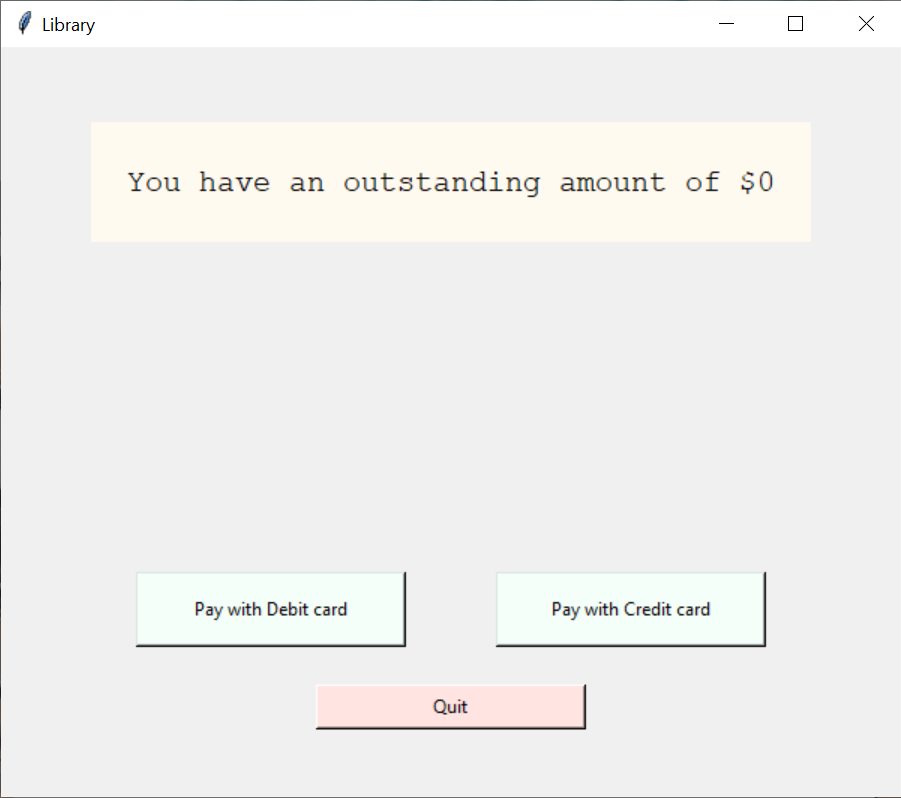 Library
You have an outstanding amount of $0
Pay with Debit card
Pay with Credit card
Quit